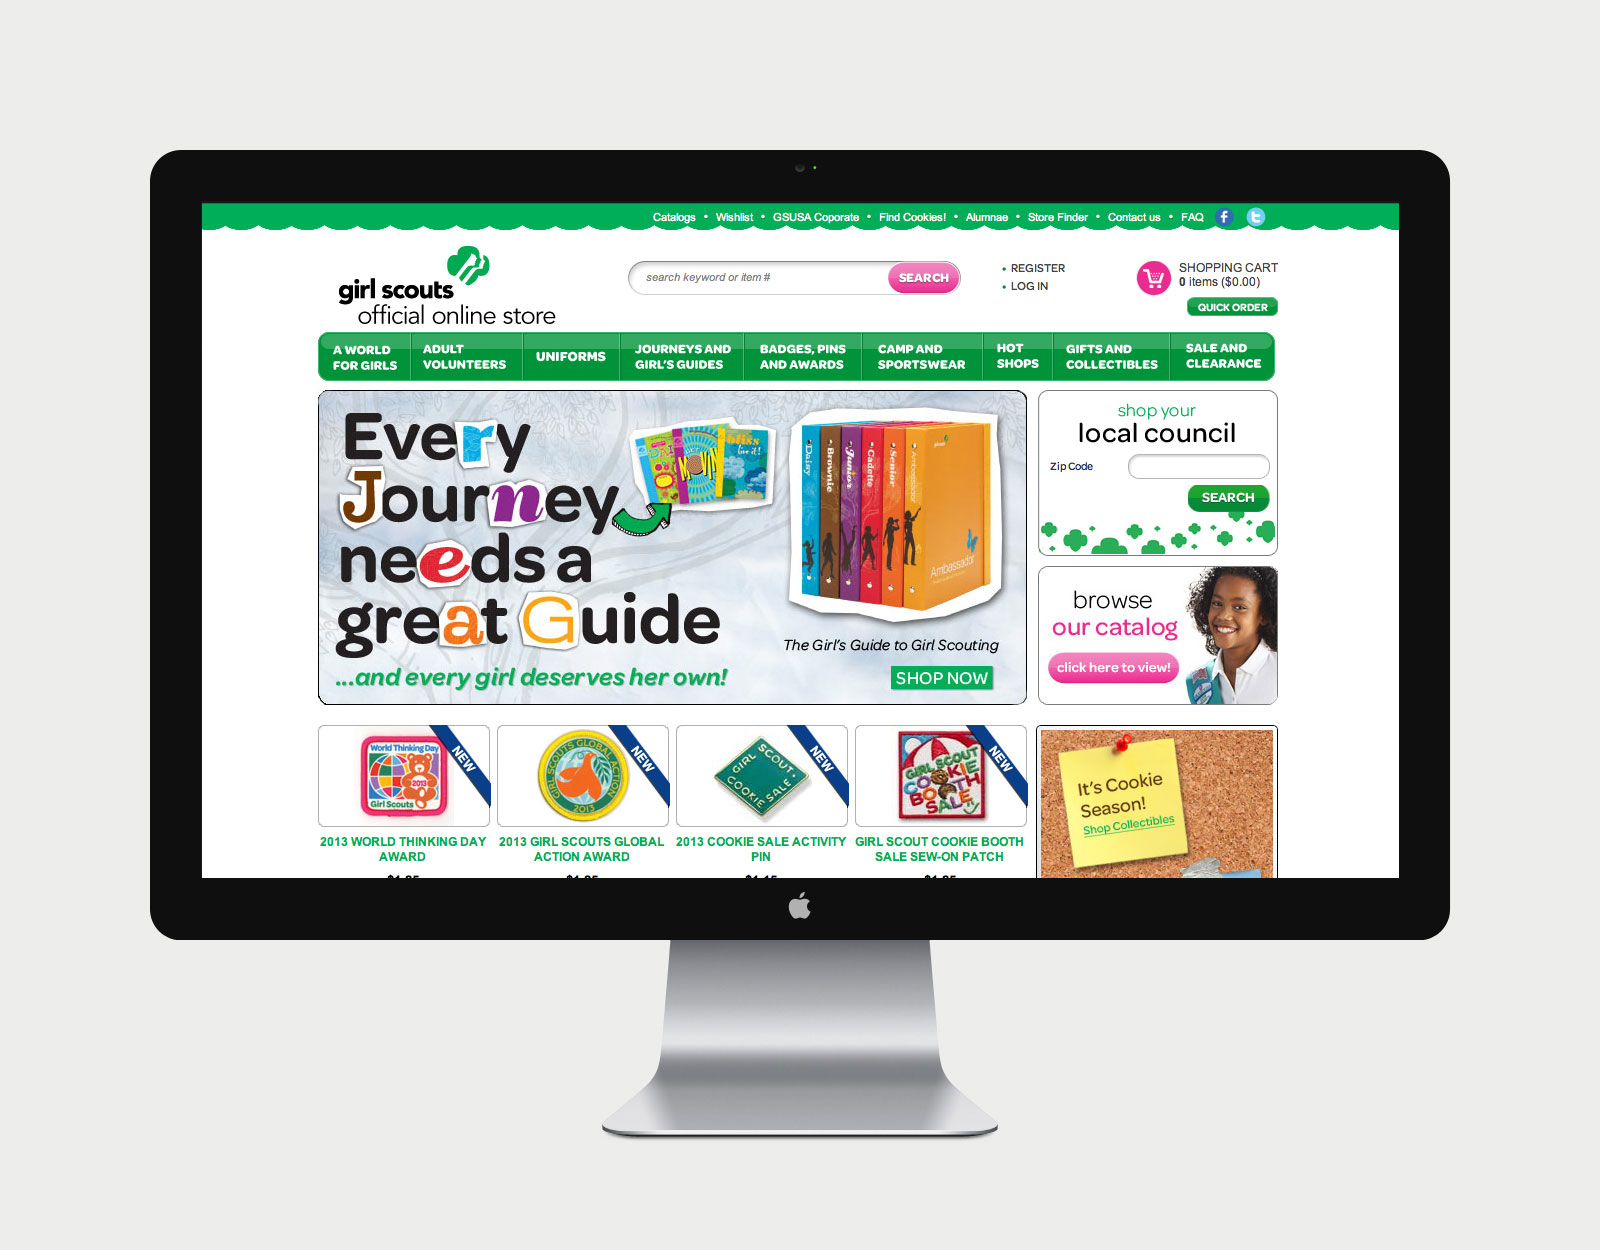 Catalogs • Wishlist • GSUSA Coporate • Find Cookies! • Alumnae • Store Finder • Contact us • FAQ f t
girl scouts
official online store
search keyword or item # SEARCH
• REGISTER
• LOG IN
SHOPPING CART
0 items ($0.00)
QUICK ORDER
A WORLD
FOR GIRLS
ADULT
VOLUNTEERS
UNIFORMS
JOURNEYS AND
GIRL'S GUIDES
BADGES, PINS
AND AWARDS
CAMP AND
SPORTSWEAR
HOT
SHOPS
GIFTS AND
COLLECTIBLES
SALE AND
CLEARANCE
Every
Journey
needs a
great Guide
...and every girl deserves her own!
bliss
live it!
Daisy
Brownie
Junior
Cadette
Senior
Ambassador
Ambassador
The Girl's Guide to Girl Scouting
SHOP NOW
shop your
local council
Zip Code
SEARCH
browse
our catalog
click here to view!
World Thinking Day
2013
Girl Scouts
NEW
2013 WORLD THINKING DAY
AWARD
GIRL SCOUTS GLOBAL ACTION
2013
NEW
2013 GIRL SCOUTS GLOBAL
ACTION AWARD
GIRL SCOUT
COOKIE SALE
NEW
2013 COOKIE SALE ACTIVITY
PIN
GIRL SCOUT
COOKIE
BOOTH
SALE
NEW
GIRL SCOUT COOKIE BOOTH
SALE SEW-ON PATCH
It's Cookie
Season!
Shop Collectibles